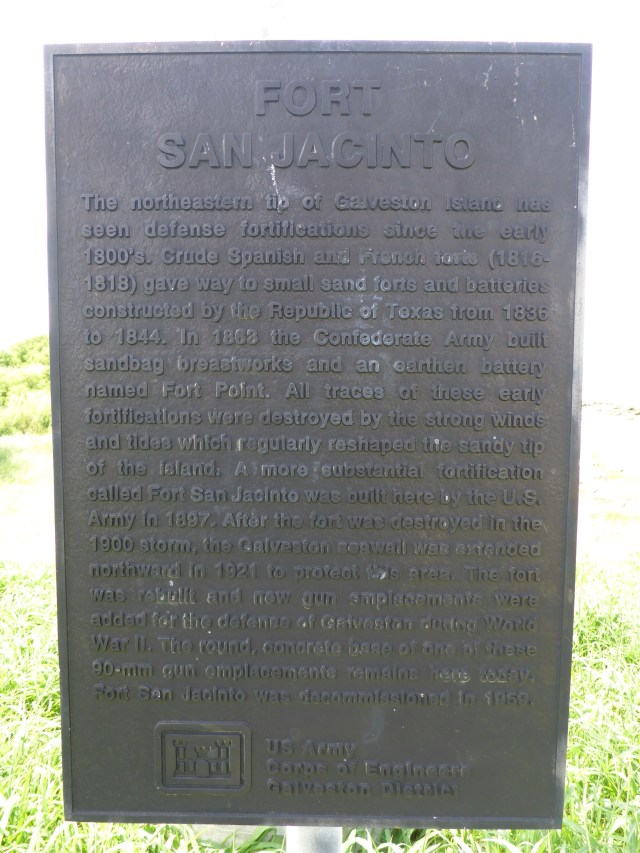 FORT
SAN JACINTO
The northeastern tip of Galveston Island has
seen defense fortifications since the early
1800's. Crude Spanish and French forts (1816-
1818) gave way to small sand forts and batteries
constructed by the Republic of Texas from 1836
to 1844. In 1863 the Confederate Army built
sandbag breastworks and an earthen battery
named Fort Point. All traces of these early
fortifications were destroyed by the strong winds
and tides which regularly reshaped the sandy tip
of the island. A more substantial fortification
called Fort San Jacinto was built here by the U.S.
Army in 1897. After the fort was destroyed in the
1900 storm, the Galveston seawall was extended
northward in 1921 to protect this area. The fort
was rebuilt and new gun emplacements were
added for the defense of Galveston during World
War II. The round, concrete base of one of these
90-mm gun emplacements remains here today.
Fort San Jacinto was decommissioned in 1959.
US Army
Corps of Engineers
Galveston District